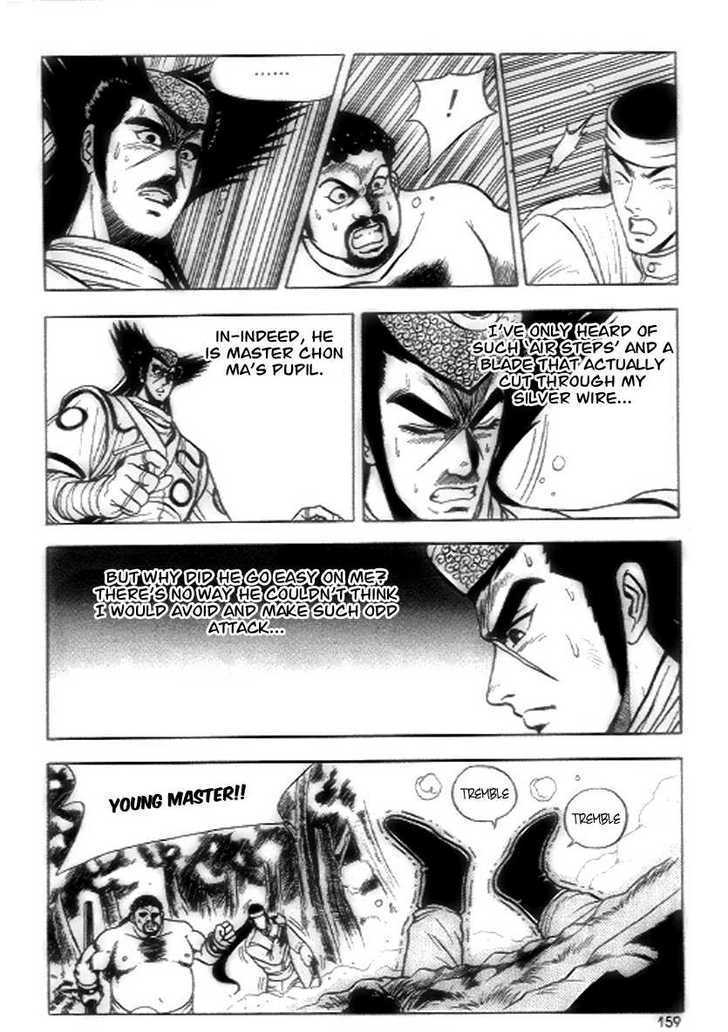 ......
!
IN-INDEED, HE
IS MASTER CHON
MA'S PUPIL.
I'VE ONLY HEARD OF
SUCH 'AIR STEPS' AND A
BLADE THAT ACTUALLY
CUT THROUGH MY
SILVER WIRE...
BUT WHY DID HE GO EASY ON ME?
THERE'S NO WAY HE COULDN'T THINK
I WOULD AVOID AND MAKE SUCH ODD
ATTACK...
YOUNG MASTER!!
TREMBLE
TREMBLE
159